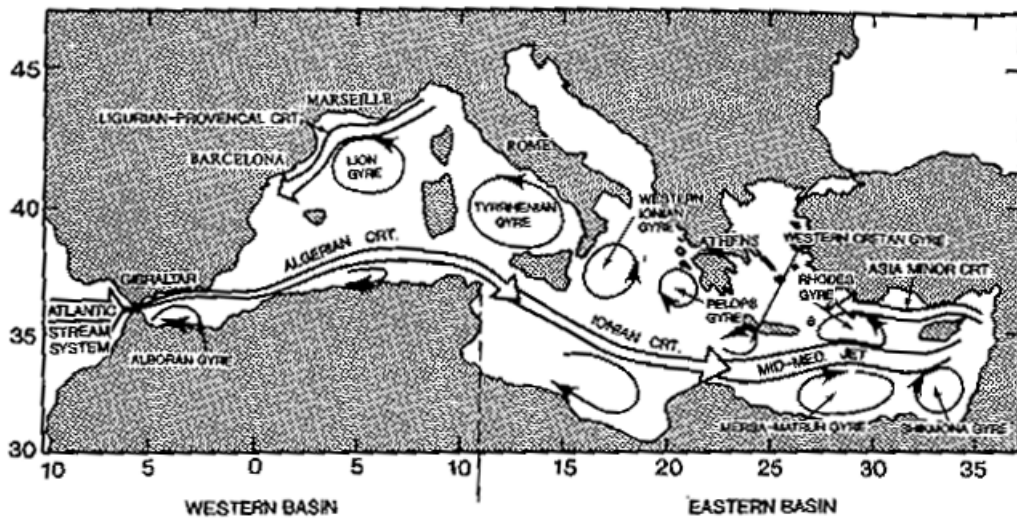 45
40
35
30
MARSEILLE
LIGURIAN-PROVENCAL CRT.
BARCELONA
LION
GYRE
ROME
TYRRHENIAN
GYRE
WESTERN
IONIAN
GYRE
ATHENS
WESTERN CRETAN GYRE
ALGERIAN CRT.
GIBRALTAR
PELOPS
GYRE
RHODES
GYRE
ASIA MINOR CRT.
ATLANTIC
STREAM
SYSTEM
ALBORAN GYRE
IONIAN CRT.
MID-MED. JET
MERSA-MATRUH GYRE
SHIKMONA GYRE
10 5 0 5 10 15 20 25 30 35
WESTERN BASIN EASTERN BASIN